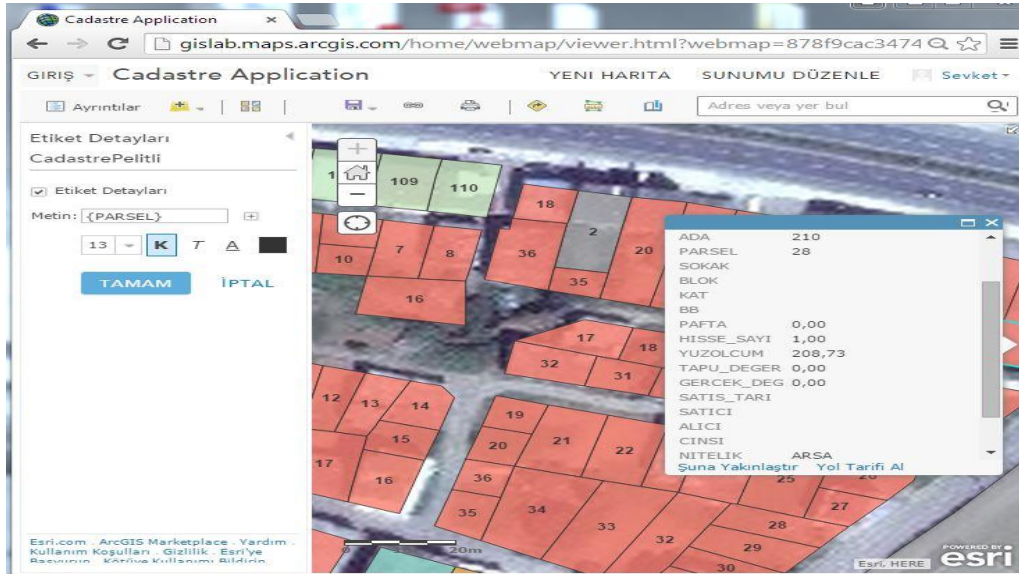 Cadastre Application ×
gislab.maps.arcgis.com/home/webmap/viewer.html?webmap=878f9cac3474
GIRIŞ Cadastre Application YENI HARITA SUNUMU DÜZENLE Sevket
Ayrıntılar Adres veya yer bul
Etiket Detayları
CadastrePelitli
Etiket Detayları
Metin: {PARSEL}
13 K T A
TAMAM İPTAL
Esri.com . ArcGIS Marketplace . Yardım .
Kullanım Koşulları . Gizlilik . Esri'ye
Başvurun . Kötüye Kullanımı Bildirin
109 110
18
2
10 7 8 36 20
35
16
17
18
32
31
12 13 14
19
15 20 21 22
17
16 36
25
35 34 27
33 28
32 29
30
ADA 210
PARSEL 28
SOKAK
BLOK
KAT
BB
PAFTA 0,00
HISSE_SAYI 1,00
YUZOLCUM 208,73
TAPU_DEGER 0,00
GERCEK_DEG 0,00
SATIS_TARI
SATICI
ALICI
CINSI
NITELIK ARSA
Şuna Yakınlaştır Yol Tarifi Al
20m
Esri, HERE
POWERED BY
esri